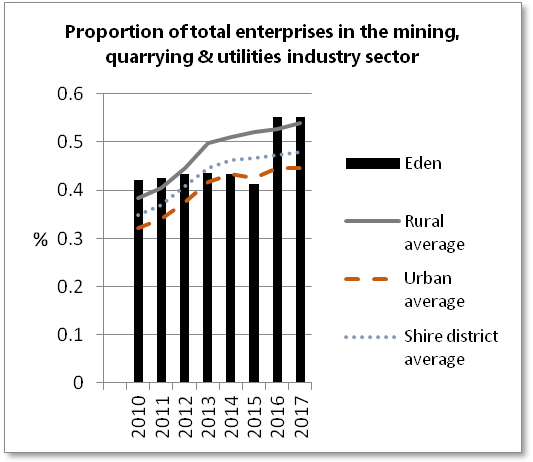 Proportion of total enterprises in the mining,
quarrying & utilities industry sector
0.6
0.5
0.4
0.3
0.2
0.1
0
%
2010
2011
2012
2013
2014
2015
2016
2017
Eden
Rural
average
Urban
average
Shire district
average